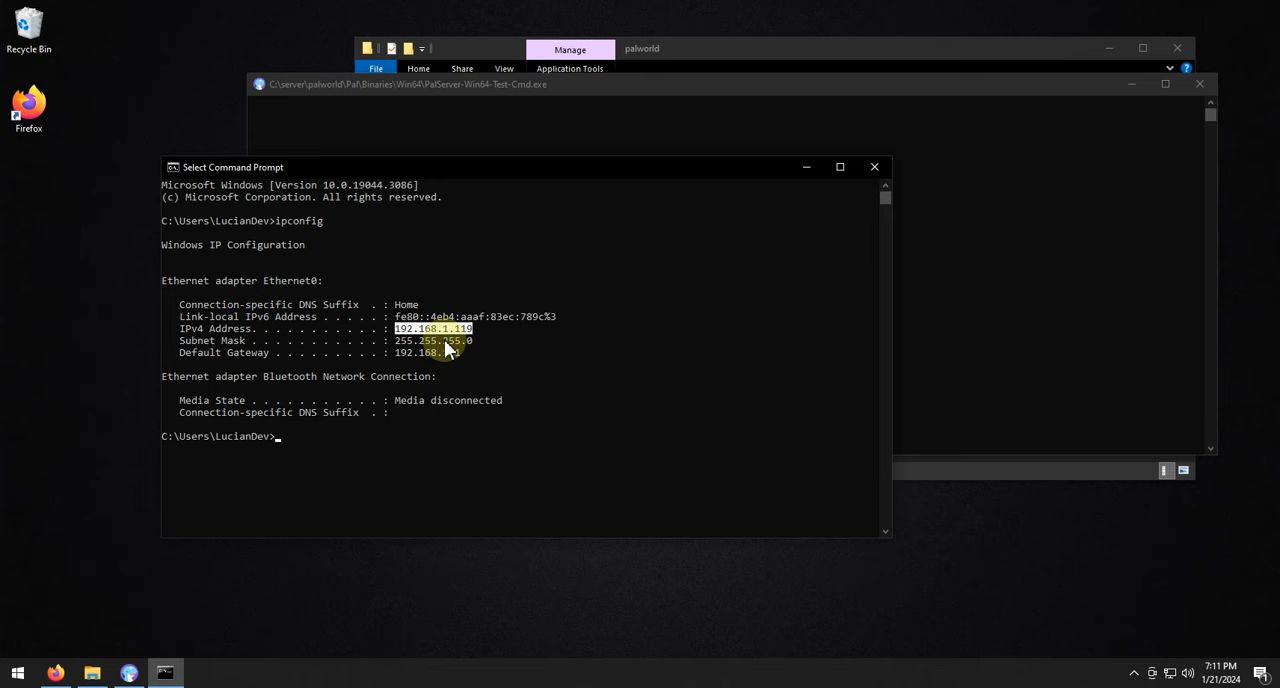 Recycle Bin
Firefox
Manage
palworld
File
Home
Share
View
Application Tools
C:\server\palworld\Pal\Binaries\Win64\PalServer-Win64-Test-Cmd.exe
Select Command Prompt
Microsoft Windows [Version 10.0.19044.3086]
(c) Microsoft Corporation. All rights reserved.
C:\Users\LucianDev>ipconfig
Windows IP Configuration
Ethernet adapter Ethernet0:
Connection-specific DNS Suffix . : Home
Link-local IPv6 Address . . . . . : fe80::4eb4:aaaf:83ec:789c%3
IPv4 Address. . . . . . . . . . . : 192.168.1.119
Subnet Mask . . . . . . . . . . . : 255.255.255.0
Default Gateway . . . . . . . . . : 192.168.
Ethernet adapter Bluetooth Network Connection:
Media State . . . . . . . . . . . : Media disconnected
Connection-specific DNS Suffix . :
C:\Users\LucianDev>
7:11 PM
1/21/2024
1